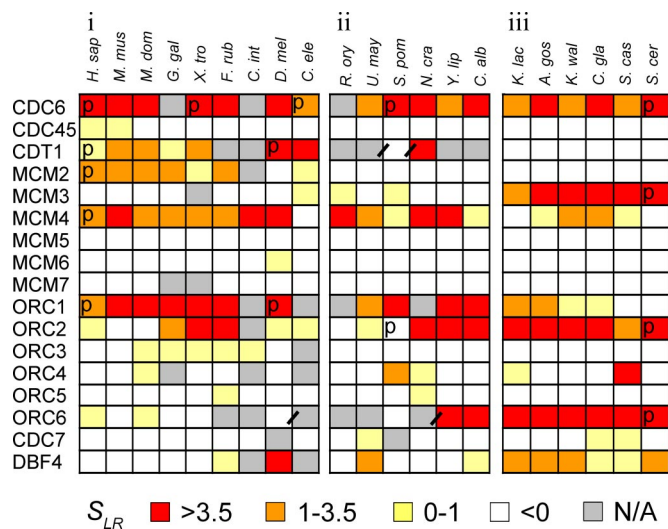 i ii iii
H. sap M. mus M. dom G. gal X. tro F. rub C. int D. mel C. ele R. ory U. may S. pom N. cra Y. lip C. alb K. lac A. gos K. wal C. gla S. cas S. cer
CDC6 p p p p p
CDC45
CDT1 p p
MCM2 p
MCM3 p
MCM4 p
MCM5
MCM6
MCM7
ORC1 p p
ORC2 p p
ORC3
ORC4
ORC5
ORC6 p
CDC7
DBF4
S_LR >3.5 1-3.5 0-1 <0 N/A